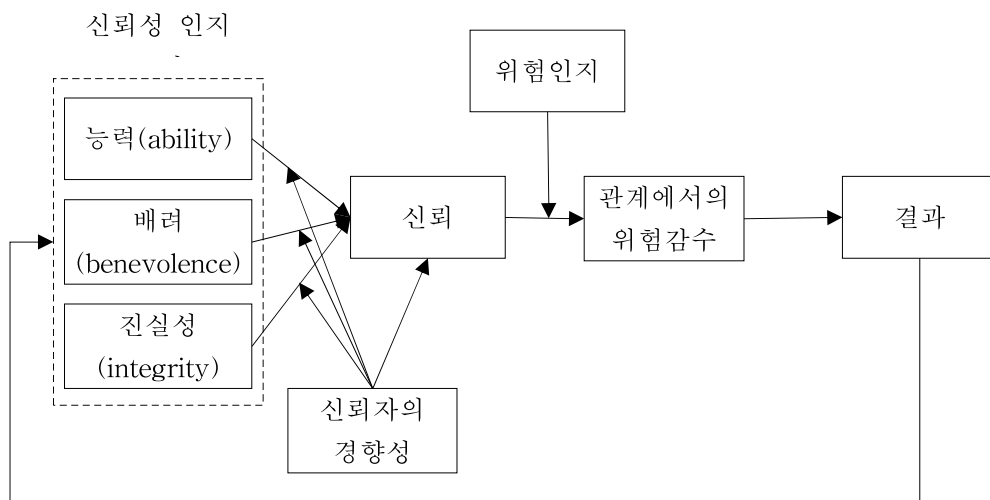 신뢰성 인지
능력(ability)
배려
(benevolence)
진실성
(integrity)
신뢰자의
경향성
신뢰
위험인지
관계에서의
위험감수
결과